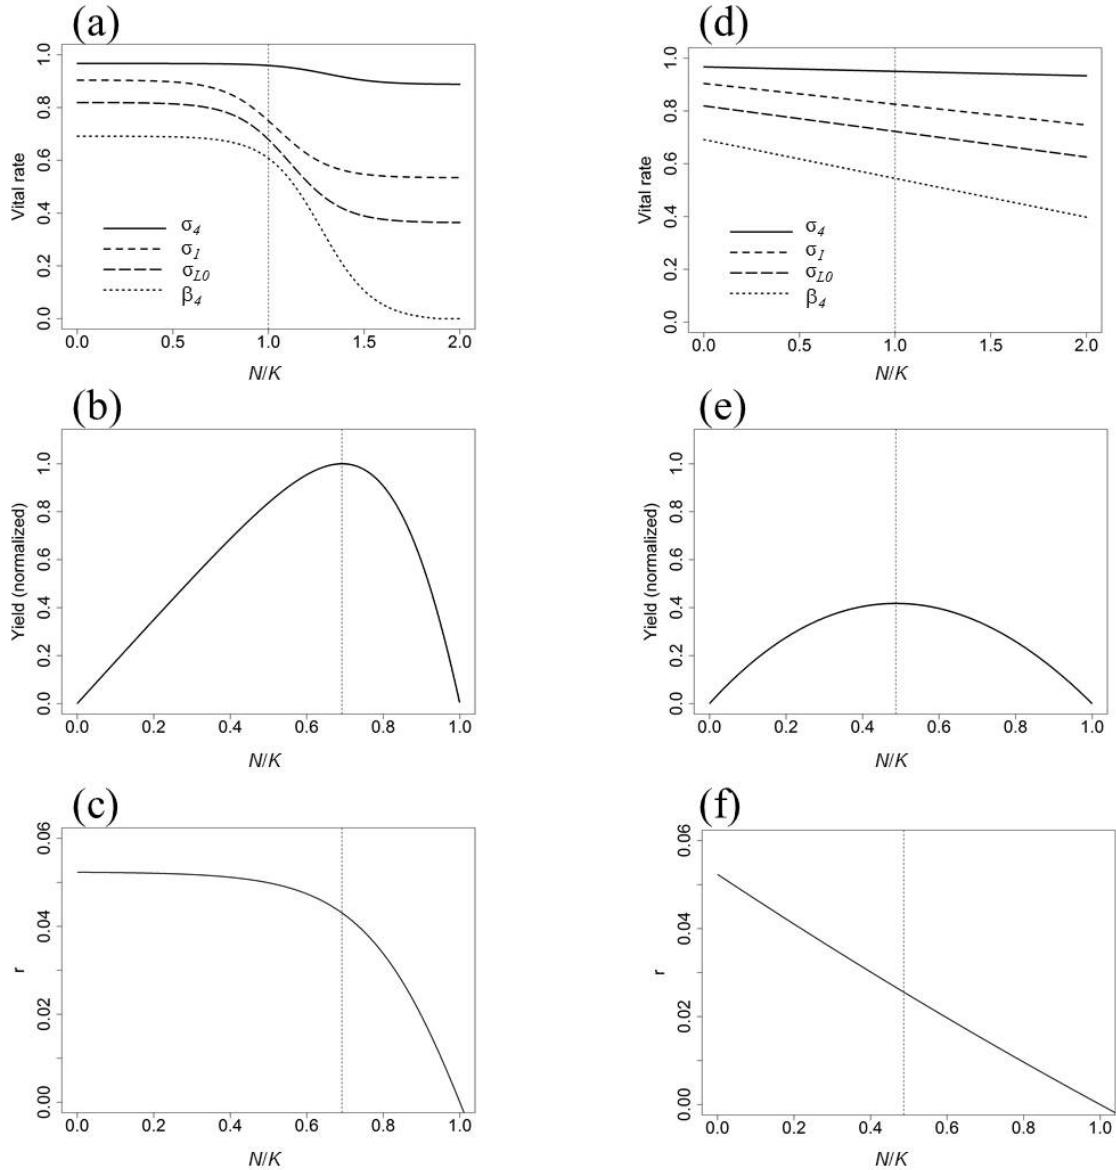 (a)
Vital rate
1.0
0.8
0.6
0.4
0.2
0.0
σ4
σ1
σL0
β4
0.0 0.5 1.0 1.5 2.0
N/K
(d)
Vital rate
1.0
0.8
0.6
0.4
0.2
0.0
σ4
σ1
σL0
β4
0.0 0.5 1.0 1.5 2.0
N/K
(b)
Yield (normalized)
1.0
0.8
0.6
0.4
0.2
0.0
0.0 0.2 0.4 0.6 0.8 1.0
N/K
(e)
Yield (normalized)
1.0
0.8
0.6
0.4
0.2
0.0
0.0 0.2 0.4 0.6 0.8 1.0
N/K
(c)
r
0.06
0.04
0.02
0.00
0.0 0.2 0.4 0.6 0.8 1.0
N/K
(f)
r
0.06
0.04
0.02
0.00
0.0 0.2 0.4 0.6 0.8 1.0
N/K